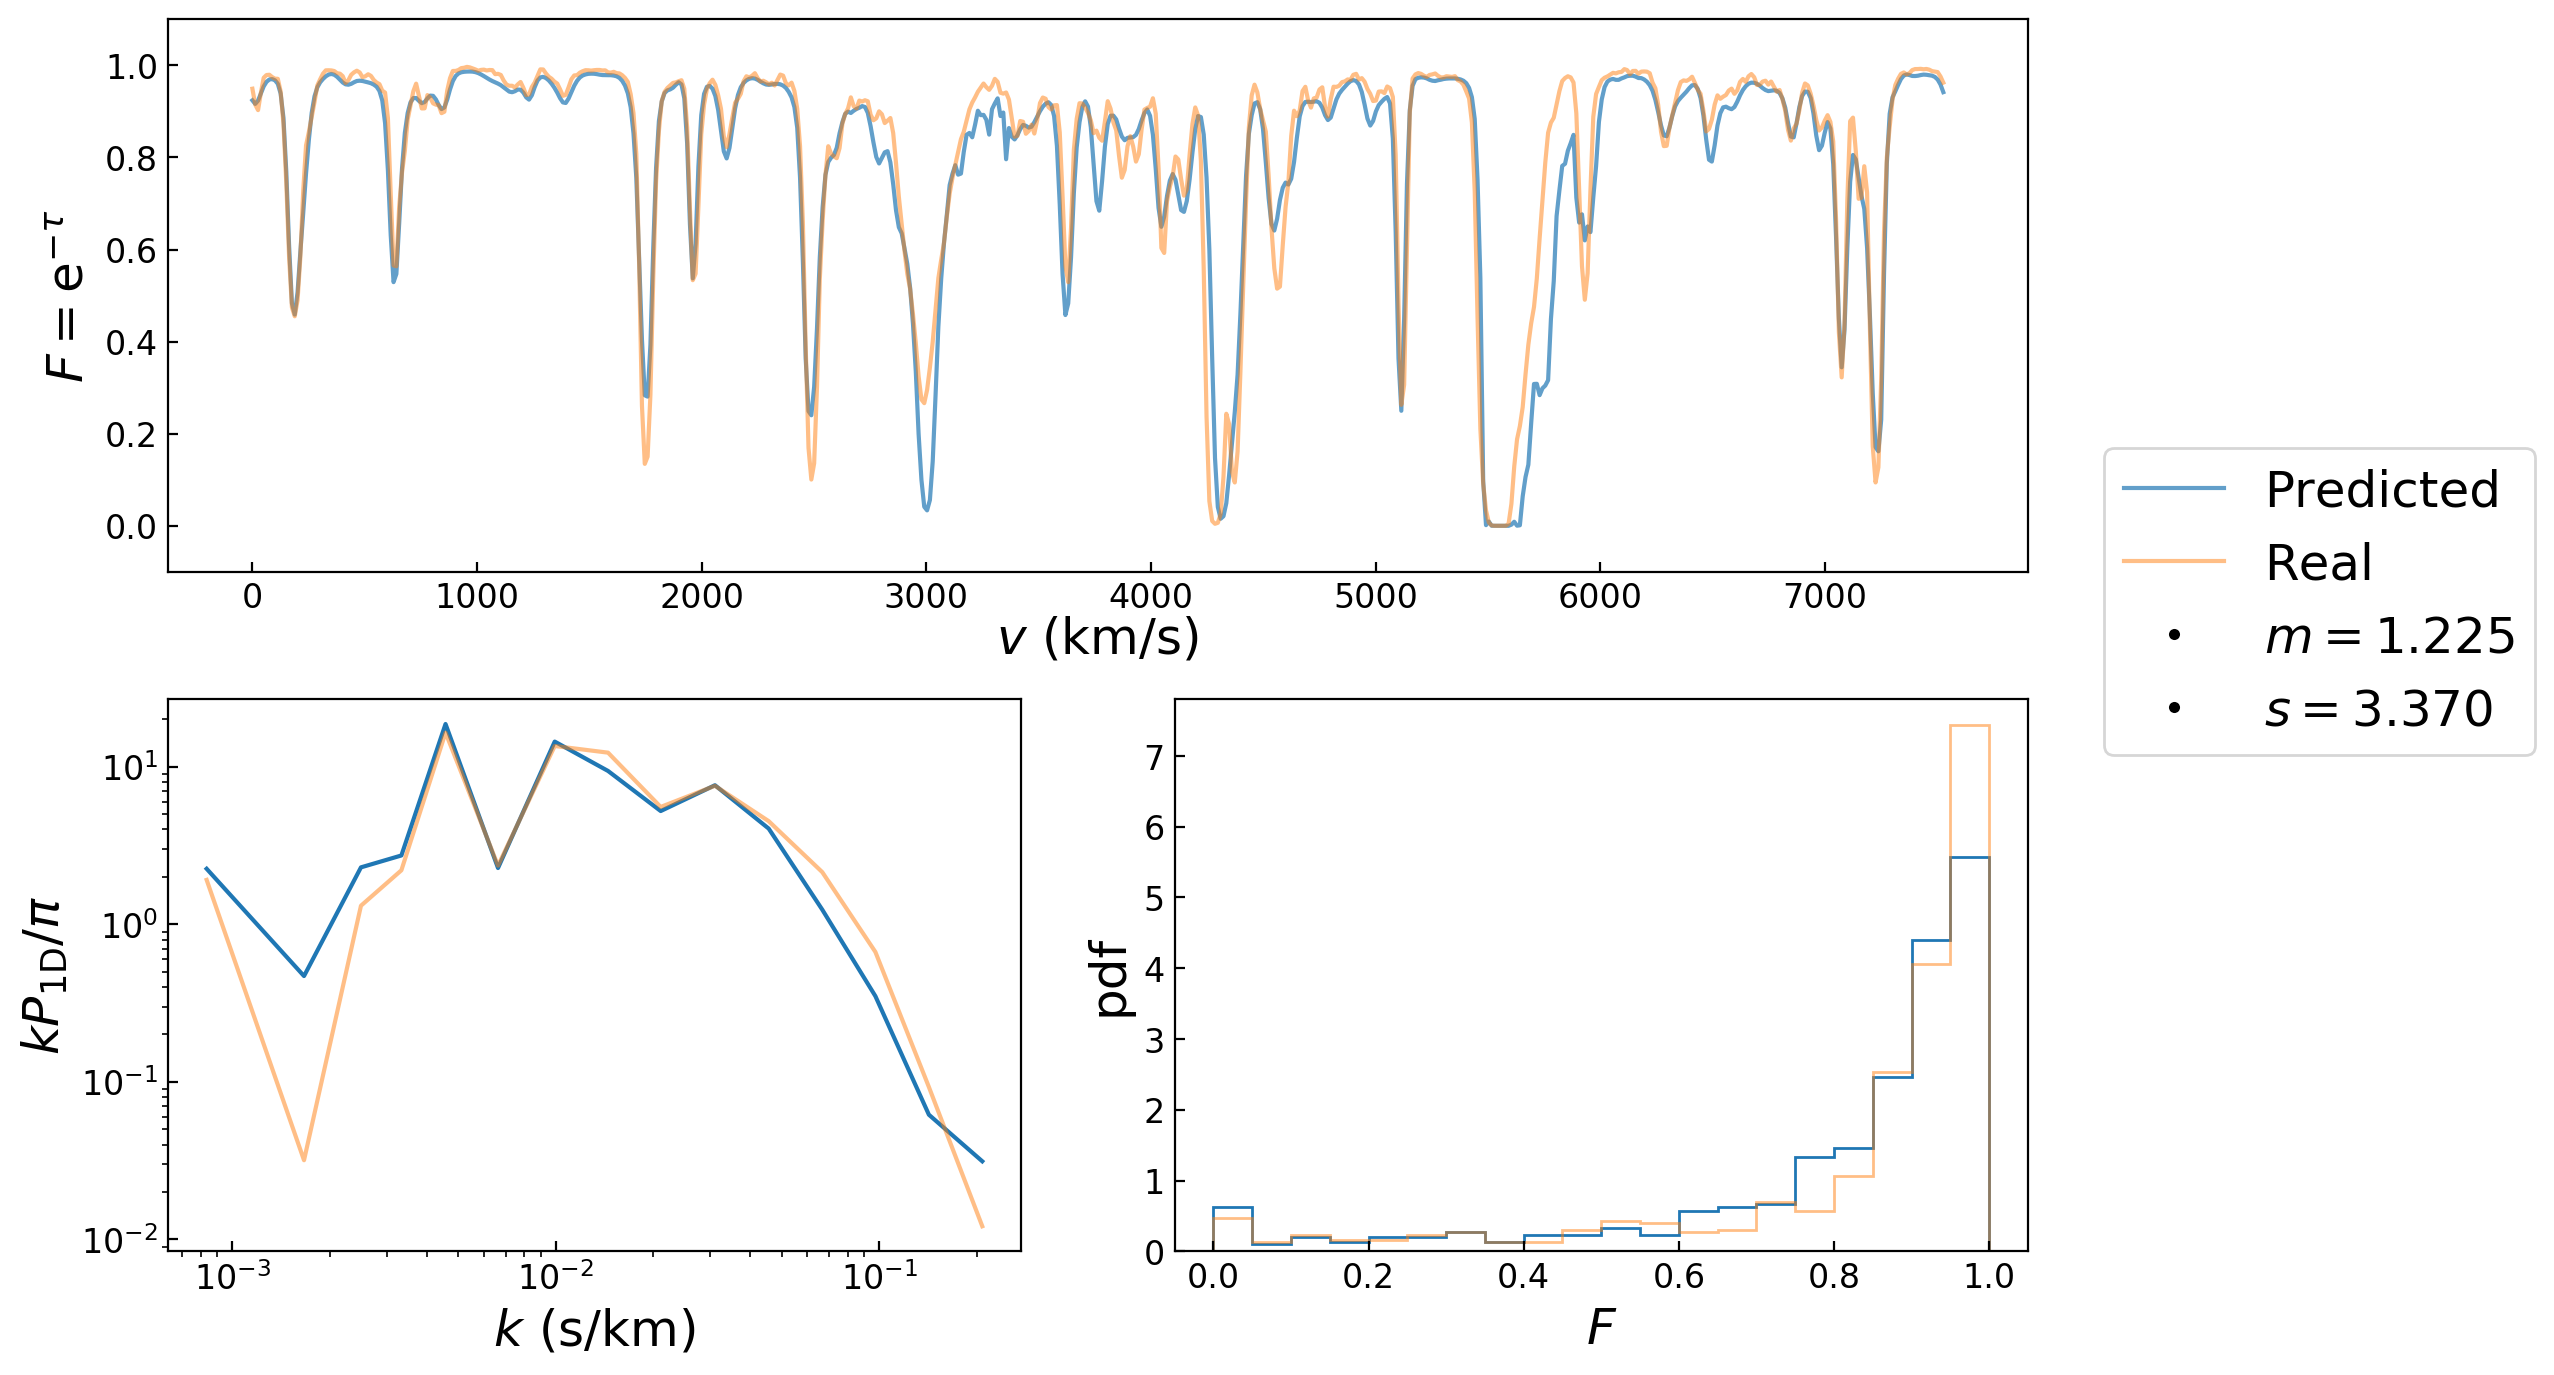 1.0
0.8
0.6
0.4
0.2
0.0
F = e^{-τ}
0 1000 2000 3000 4000 5000 6000 7000
v (km/s)
Predicted
Real
m = 1.225
s = 3.370
10^1
10^0
10^{-1}
10^{-2}
kP_{1D}/π
10^{-3} 10^{-2} 10^{-1}
k (s/km)
7
6
5
4
3
2
1
0
pdf
0.0 0.2 0.4 0.6 0.8 1.0
F